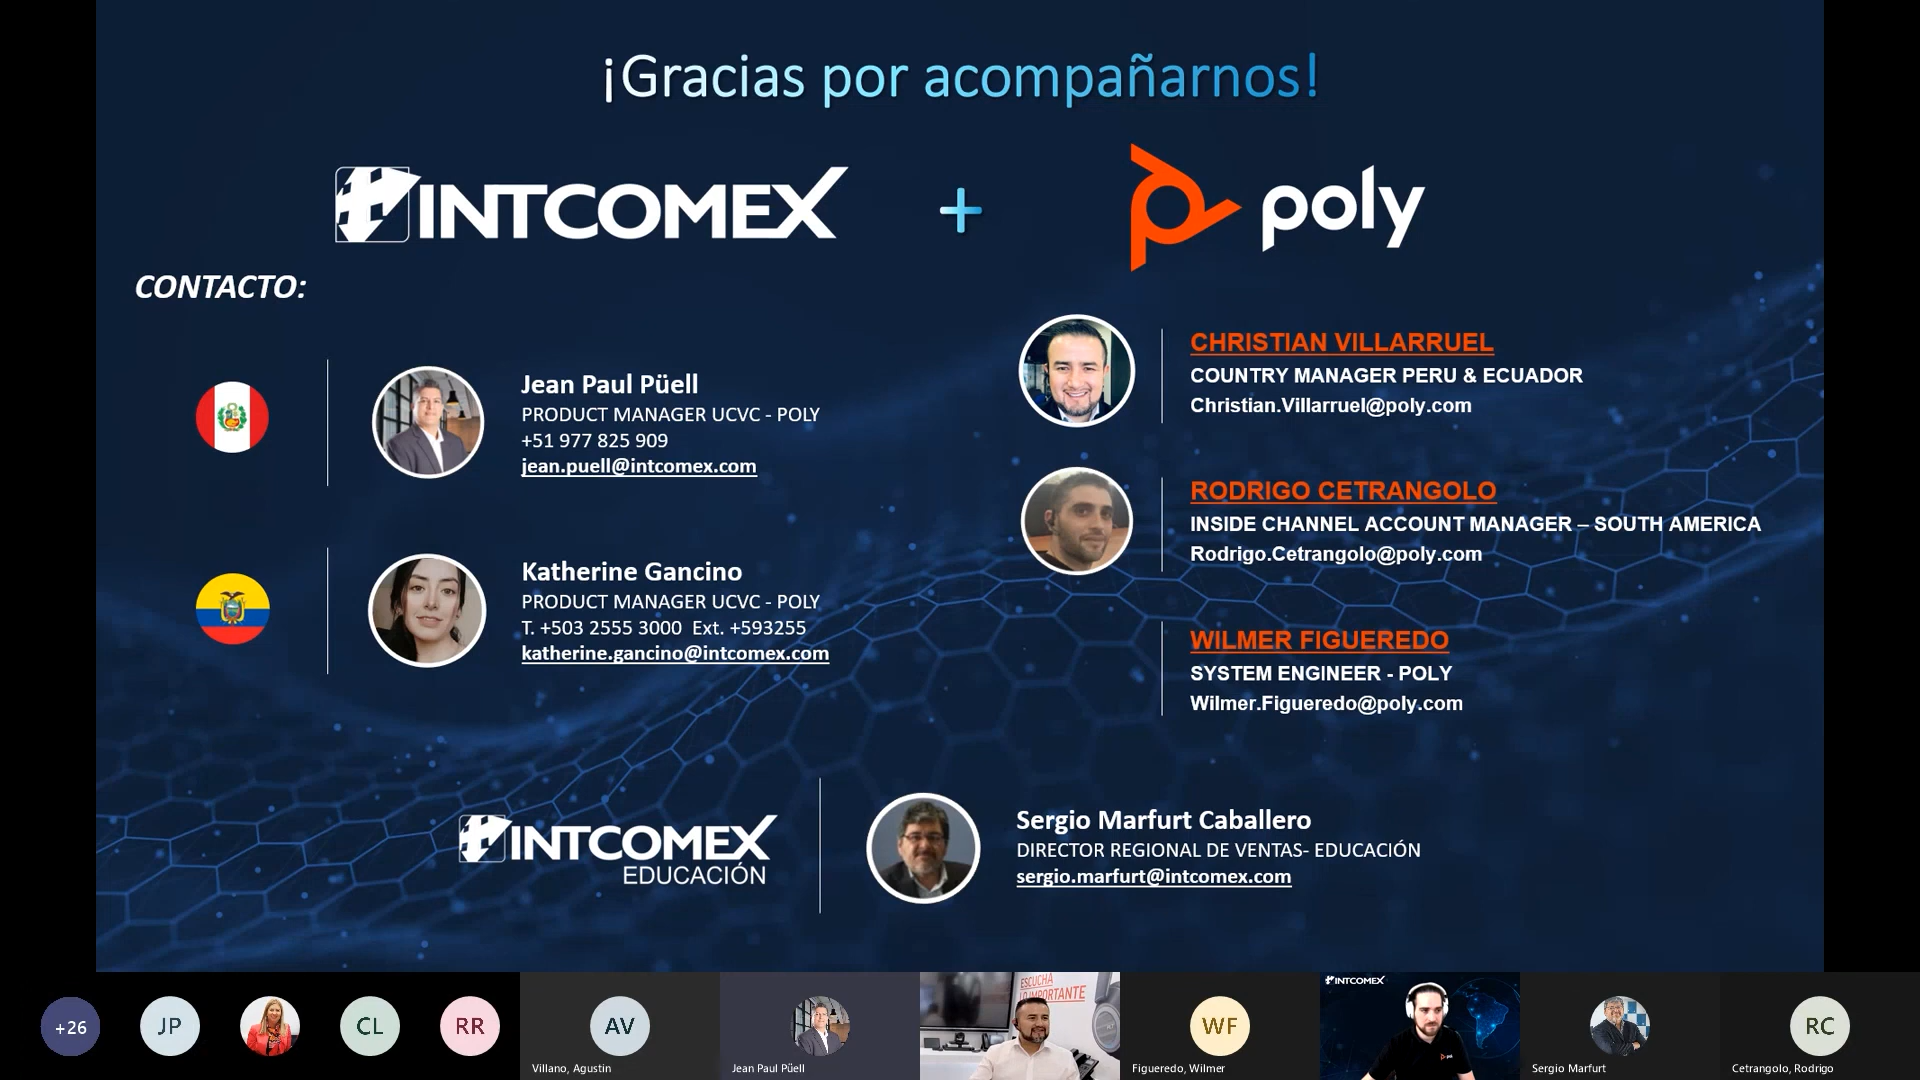 ¡Gracias por acompañarnos!
INTCOMEX + poly
CONTACTO:
Jean Paul Püell
PRODUCT MANAGER UCVC - POLY
+51 977 825 909
jean.puell@intcomex.com
Katherine Gancino
PRODUCT MANAGER UCVC - POLY
T. +503 2555 3000 Ext. +593255
katherine.gancino@intcomex.com
CHRISTIAN VILLARRUEL
COUNTRY MANAGER PERU & ECUADOR
Christian.Villarruel@poly.com
RODRIGO CETRANGOLO
INSIDE CHANNEL ACCOUNT MANAGER – SOUTH AMERICA
Rodrigo.Cetrangolo@poly.com
WILMER FIGUEREDO
SYSTEM ENGINEER - POLY
Wilmer.Figueredo@poly.com
INTCOMEX
EDUCACIÓN
Sergio Marfurt Caballero
DIRECTOR REGIONAL DE VENTAS- EDUCACIÓN
sergio.marfurt@intcomex.com
+26
JP
CL
RR
AV
Villano, Agustin
Jean Paul Püell
ESCUCHA
LO IMPORTANTE
WF
Figueredo, Wilmer
INTCOMEX
Sergio Marfurt
RC
Cetrangolo, Rodrigo